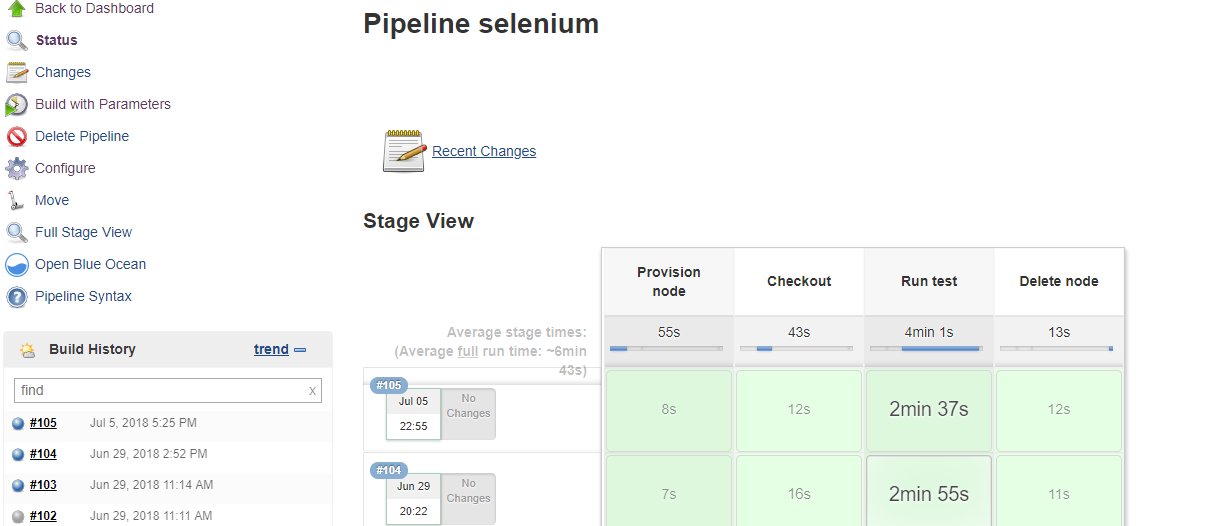 Back to Dashboard
Status
Changes
Build with Parameters
Delete Pipeline
Configure
Move
Full Stage View
Open Blue Ocean
Pipeline Syntax
Build History
trend
find
x
#105
Jul 5, 2018 5:25 PM
#104
Jun 29, 2018 2:52 PM
#103
Jun 29, 2018 11:14 AM
#102
Jun 29, 2018 11:11 AM
Pipeline selenium
Recent Changes
Stage View
Provision
node
Checkout
Run test
Delete node
Average stage times:
(Average full run time: ~6min
43s)
55s
43s
4min 1s
13s
#105
Jul 05
22:55
No
Changes
8s
12s
2min 37s
12s
#104
Jun 29
20:22
No
Changes
7s
16s
2min 55s
11s